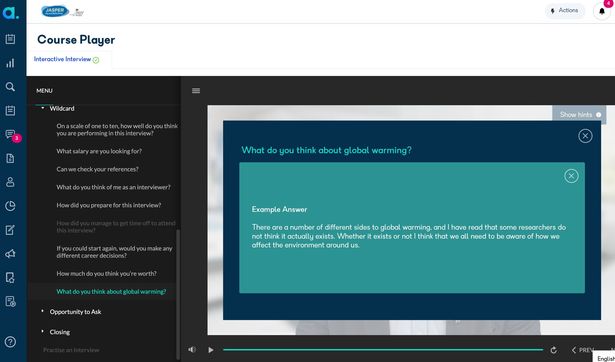 a.
JASPER
Actions
4
Course Player
Interactive Interview
MENU
Wildcard
On a scale of one to ten, how well do you think
you are performing in this interview?
What salary are you looking for?
Can we check your references?
3
What do you think of me as an interviewer?
How did you prepare for this interview?
How did you manage to get time off to attend
this interview?
If you could start again, would you make any
different career decisions?
How much do you think you're worth?
What do you think about global warming?
Opportunity to Ask
Closing
Practise an Interview
Show hints
What do you think about global warming?
Example Answer
There are a number of different sides to global warming, and I have read that some researchers do
not think it actually exists. Whether it exists or not I think that we all need to be aware of how we
affect the environment around us.
PREV
English